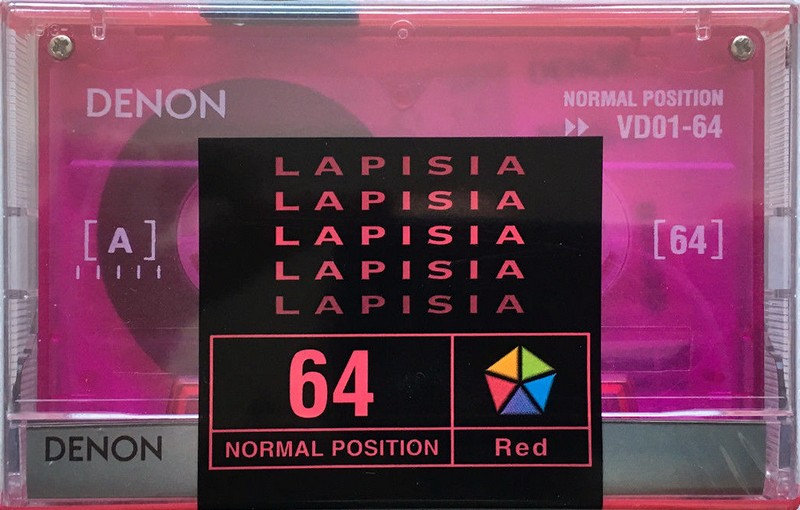 DENON
NORMAL POSITION
VD01-64
[A]
[64]
LAPISIA
LAPISIA
LAPISIA
LAPISIA
LAPISIA
64
NORMAL POSITION
Red
DENON